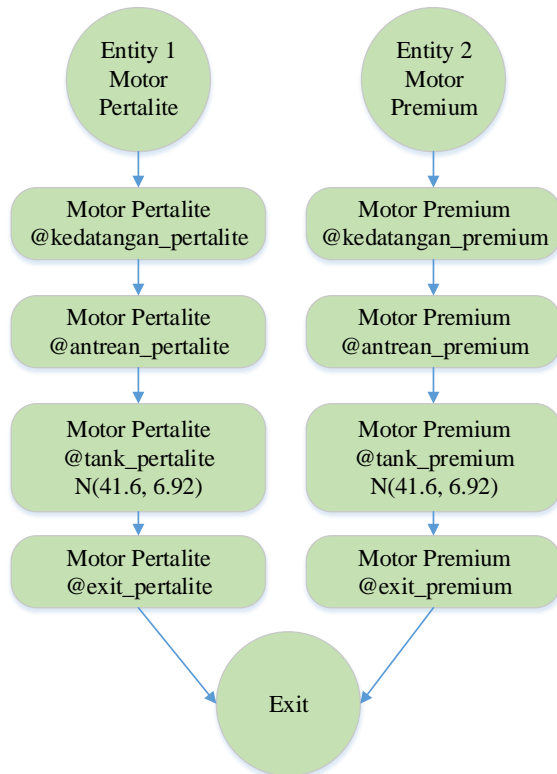 Entity 1
Motor
Pertalite
Entity 2
Motor
Premium
Motor Pertalite
@kedatangan_pertalite
Motor Premium
@kedatangan_premium
Motor Pertalite
@antrean_pertalite
Motor Premium
@antrean_premium
Motor Pertalite
@tank_pertalite
N(41.6, 6.92)
Motor Premium
@tank_premium
N(41.6, 6.92)
Motor Pertalite
@exit_pertalite
Motor Premium
@exit_premium
Exit